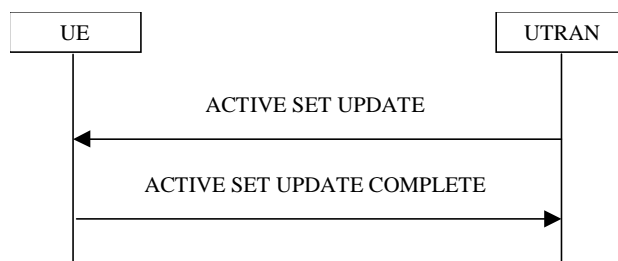 UE
UTRAN
ACTIVE SET UPDATE
ACTIVE SET UPDATE COMPLETE